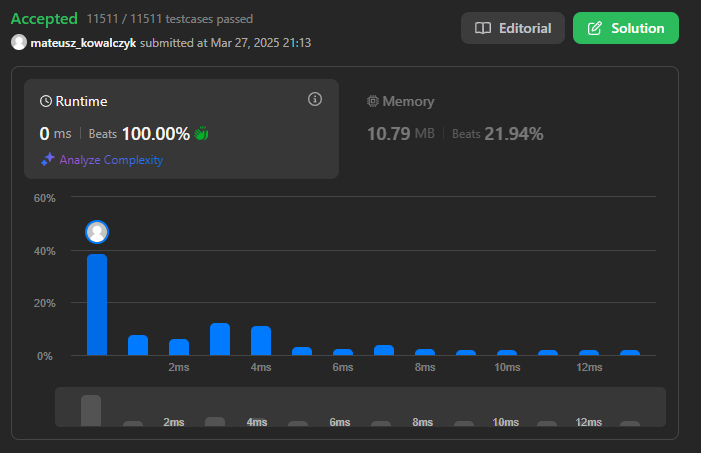 Accepted 11511 / 11511 testcases passed
mateusz_kowalczyk submitted at Mar 27, 2025 21:13
Editorial
Solution
Runtime
0 ms | Beats 100.00%
Analyze Complexity
Memory
10.79 MB | Beats 21.94%
60%
40%
20%
0%
2ms 4ms 6ms 8ms 10ms 12ms
2ms 4ms 6ms 8ms 10ms 12ms